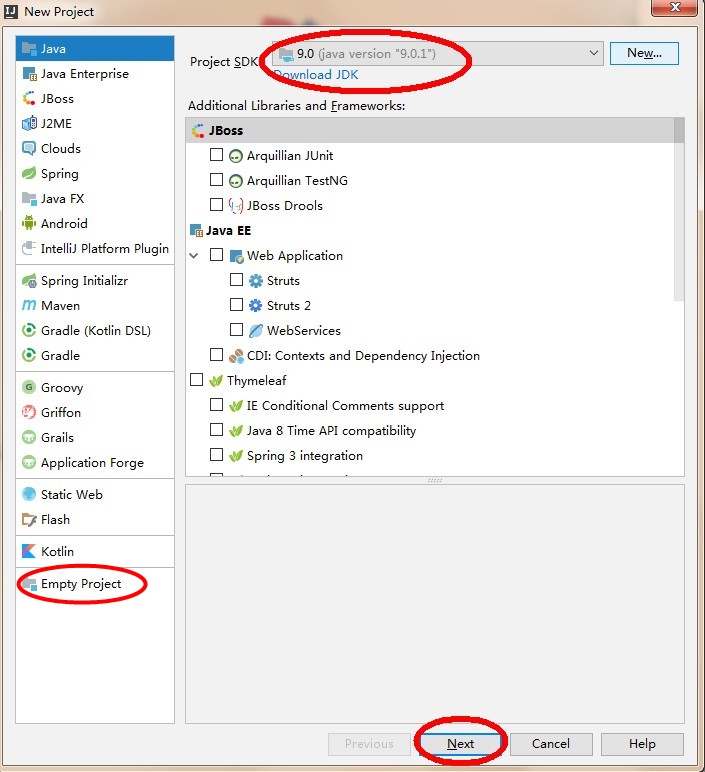 New Project
Java
Java Enterprise
JBoss
J2ME
Clouds
Spring
Java FX
Android
IntelliJ Platform Plugin
Spring Initializr
Maven
Gradle (Kotlin DSL)
Gradle
Groovy
Griffon
Grails
Application Forge
Static Web
Flash
Kotlin
Empty Project
Project SDK: 9.0 (java version "9.0.1") New...
Download JDK
Additional Libraries and Frameworks:
JBoss
Arquillian JUnit
Arquillian TestNG
JBoss Drools
Java EE
Web Application
Struts
Struts 2
WebServices
CDI: Contexts and Dependency Injection
Thymeleaf
IE Conditional Comments support
Java 8 Time API compatibility
Spring 3 integration
Previous Next Cancel Help